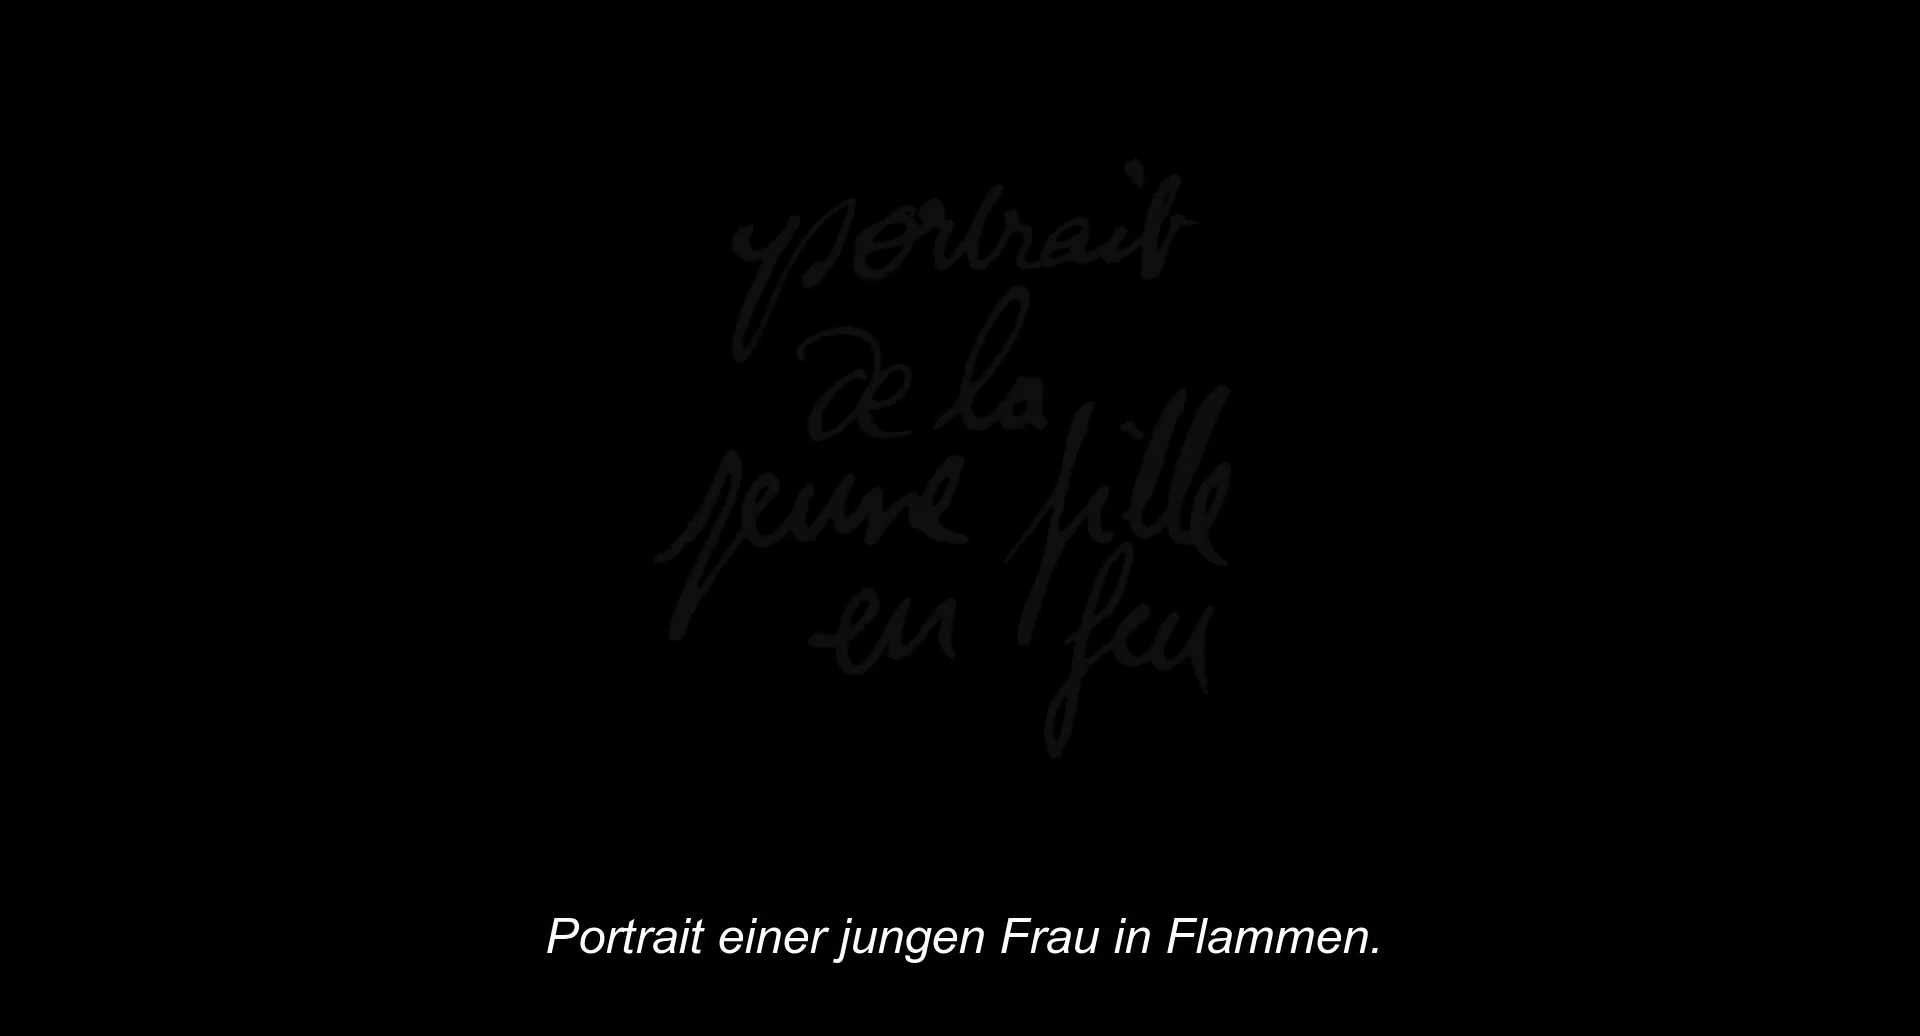 portrait
de la
jeune fille
en feu
Portrait einer jungen Frau in Flammen.